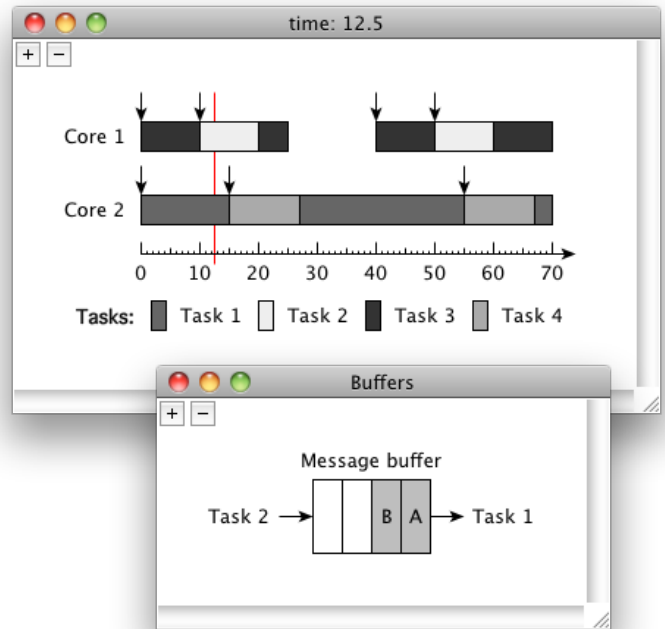 time: 12.5
+ −
Core 1
Core 2
0 10 20 30 40 50 60 70
Tasks: Task 1 Task 2 Task 3 Task 4
Buffers
+ −
Message buffer
Task 2 B A Task 1